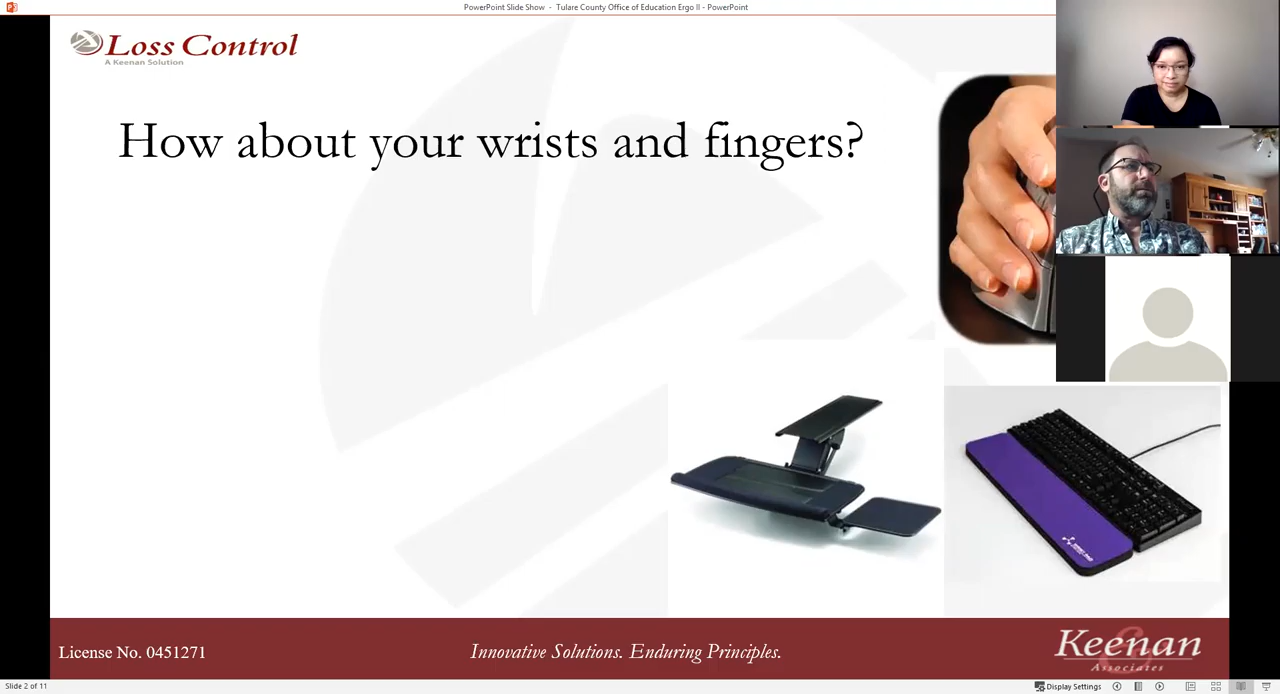 PowerPoint Slide Show - Tulare County Office of Education Ergo II - PowerPoint
Loss Control
A Keenan Solution
How about your wrists and fingers?
License No. 0451271
Innovative Solutions. Enduring Principles.
Keenan
&
Associates
Slide 2 of 11
Display Settings